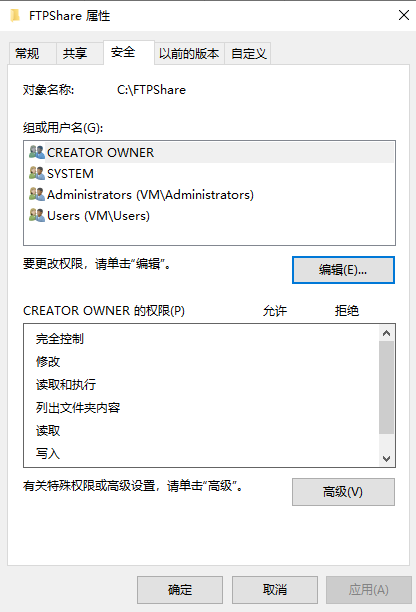 FTPShare 属性
常规 共享 安全 以前的版本 自定义
对象名称: C:\FTPShare
组或用户名(G):
CREATOR OWNER
SYSTEM
Administrators (VM\Administrators)
Users (VM\Users)
要更改权限，请单击“编辑”。 编辑(E)...
CREATOR OWNER 的权限(P) 允许 拒绝
完全控制
修改
读取和执行
列出文件夹内容
读取
写入
有关特殊权限或高级设置，请单击“高级”。 高级(V)
确定 取消 应用(A)